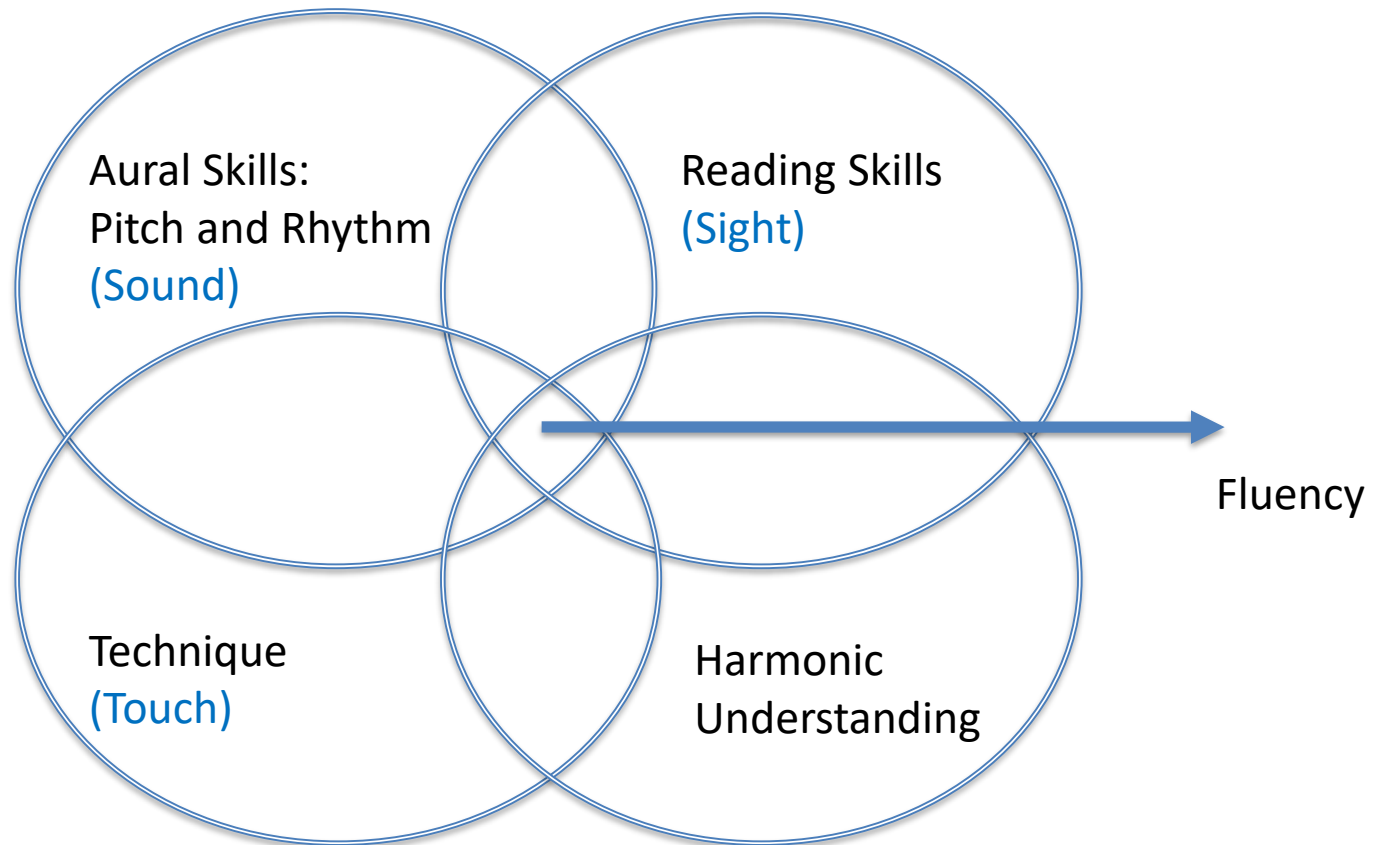 Aural Skills:
Pitch and Rhythm
(Sound)
Reading Skills
(Sight)
Fluency
Technique
(Touch)
Harmonic
Understanding